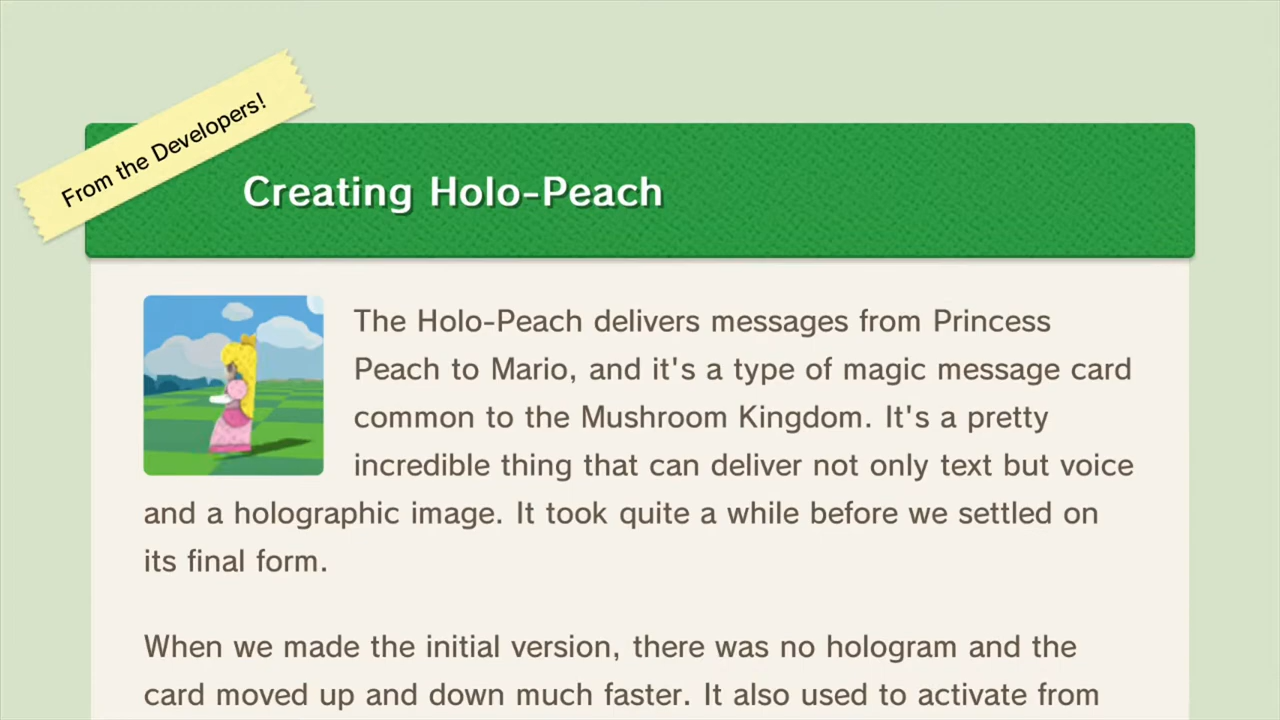 From the Developers!
Creating Holo-Peach
The Holo-Peach delivers messages from Princess
Peach to Mario, and it's a type of magic message card
common to the Mushroom Kingdom. It's a pretty
incredible thing that can deliver not only text but voice
and a holographic image. It took quite a while before we settled on
its final form.
When we made the initial version, there was no hologram and the
card moved up and down much faster. It also used to activate from